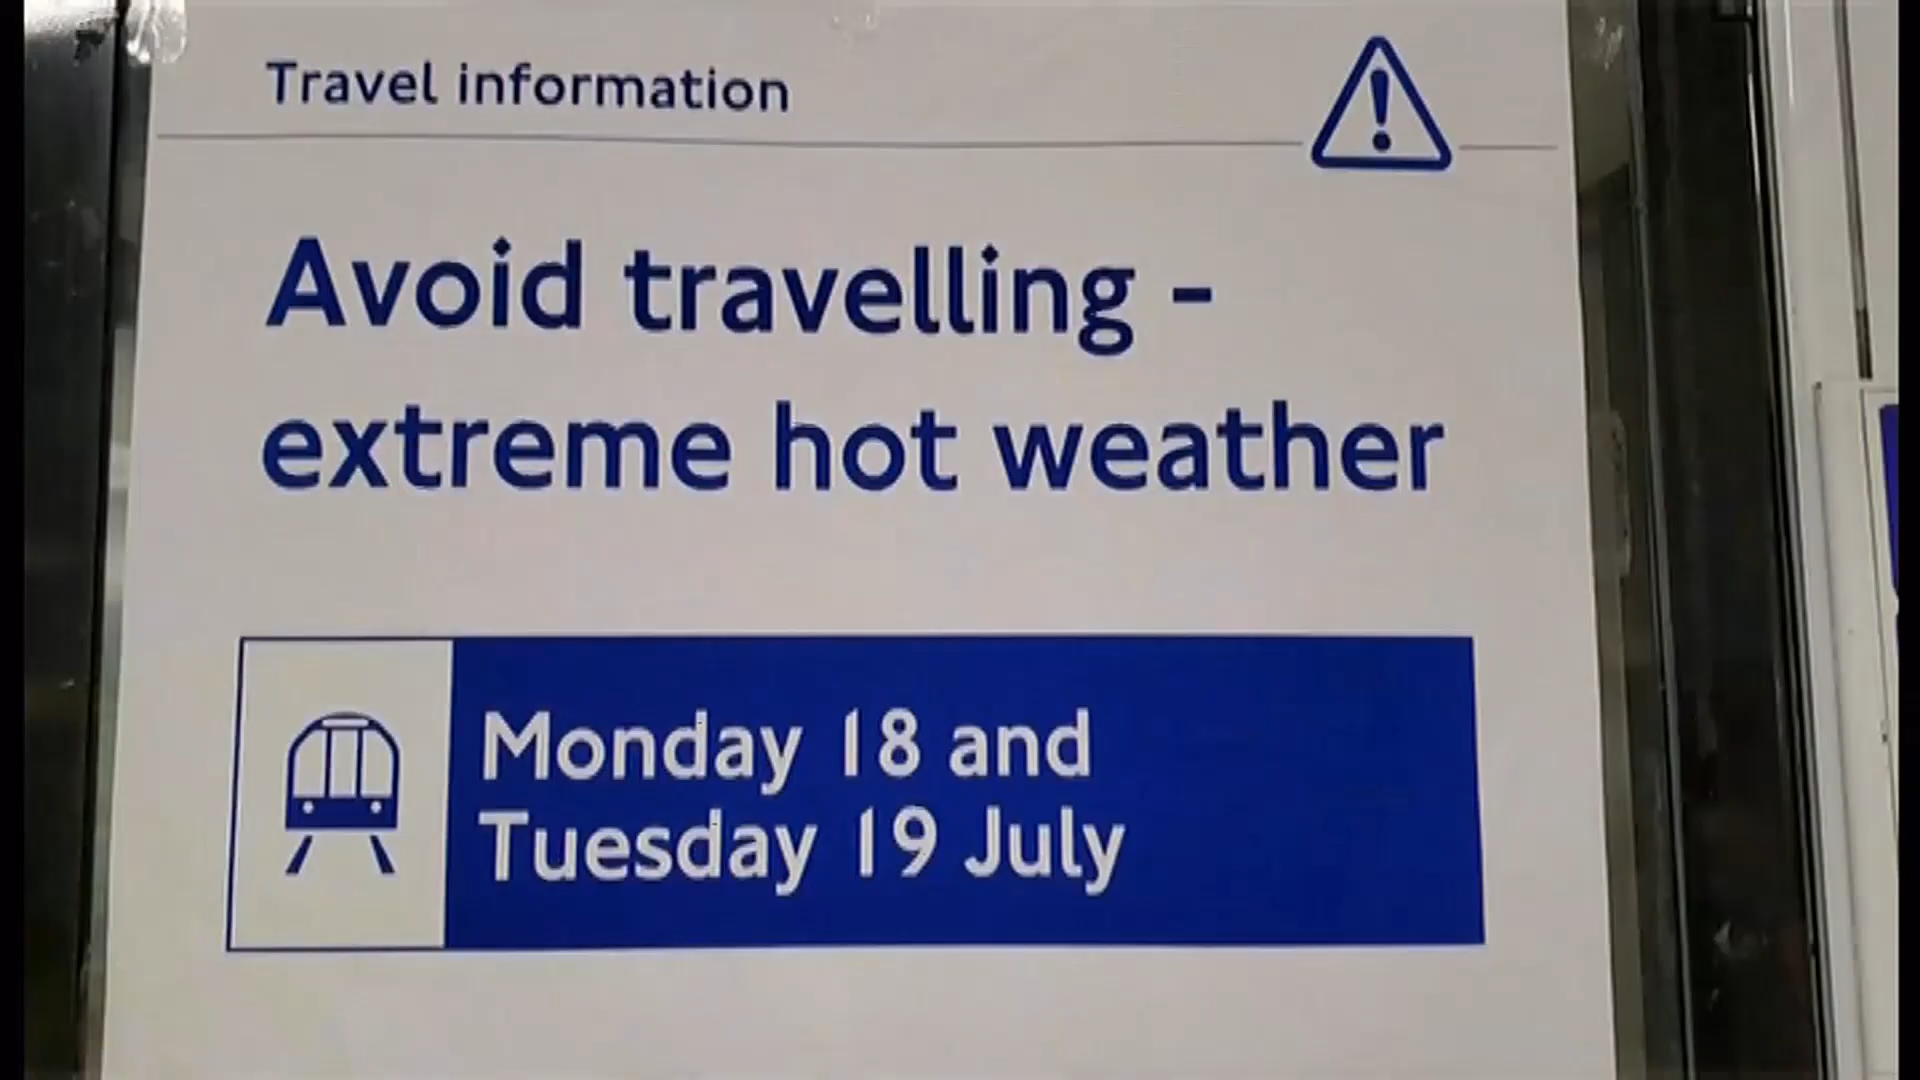 Travel information
Avoid travelling -
extreme hot weather
Monday 18 and
Tuesday 19 July